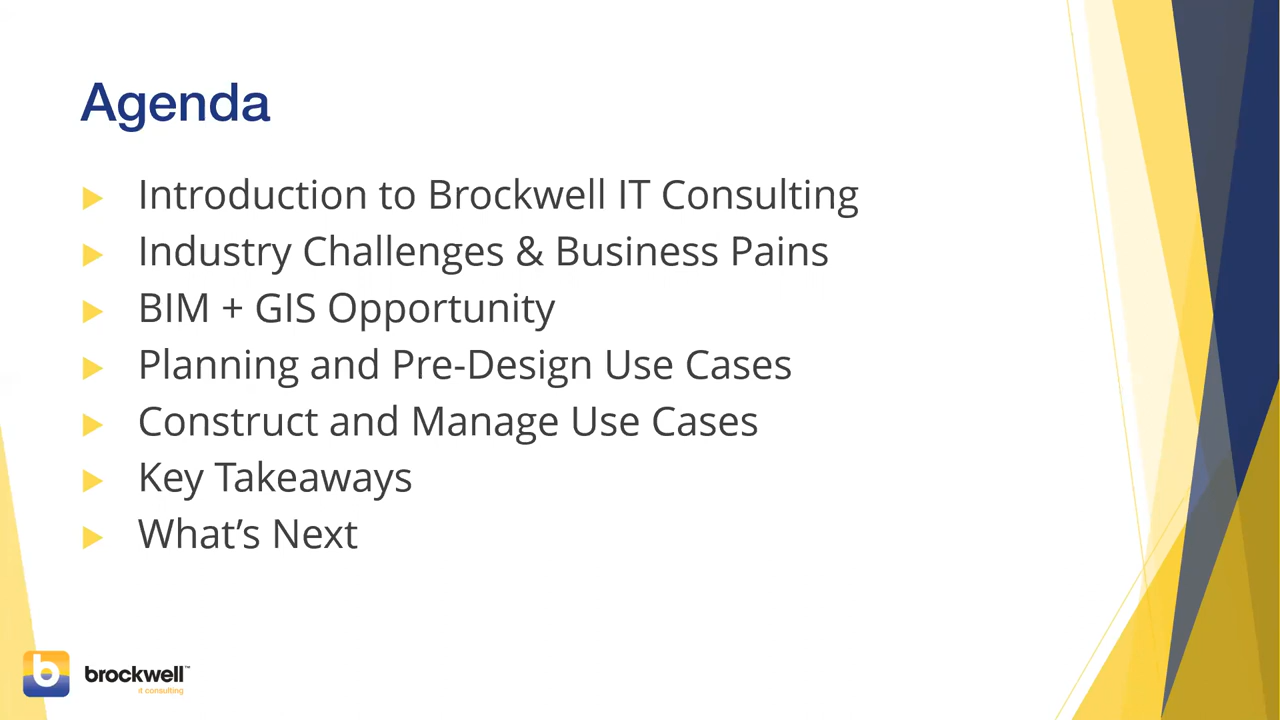 Agenda
Introduction to Brockwell IT Consulting
Industry Challenges & Business Pains
BIM + GIS Opportunity
Planning and Pre-Design Use Cases
Construct and Manage Use Cases
Key Takeaways
What’s Next
b
brockwell™
it consulting